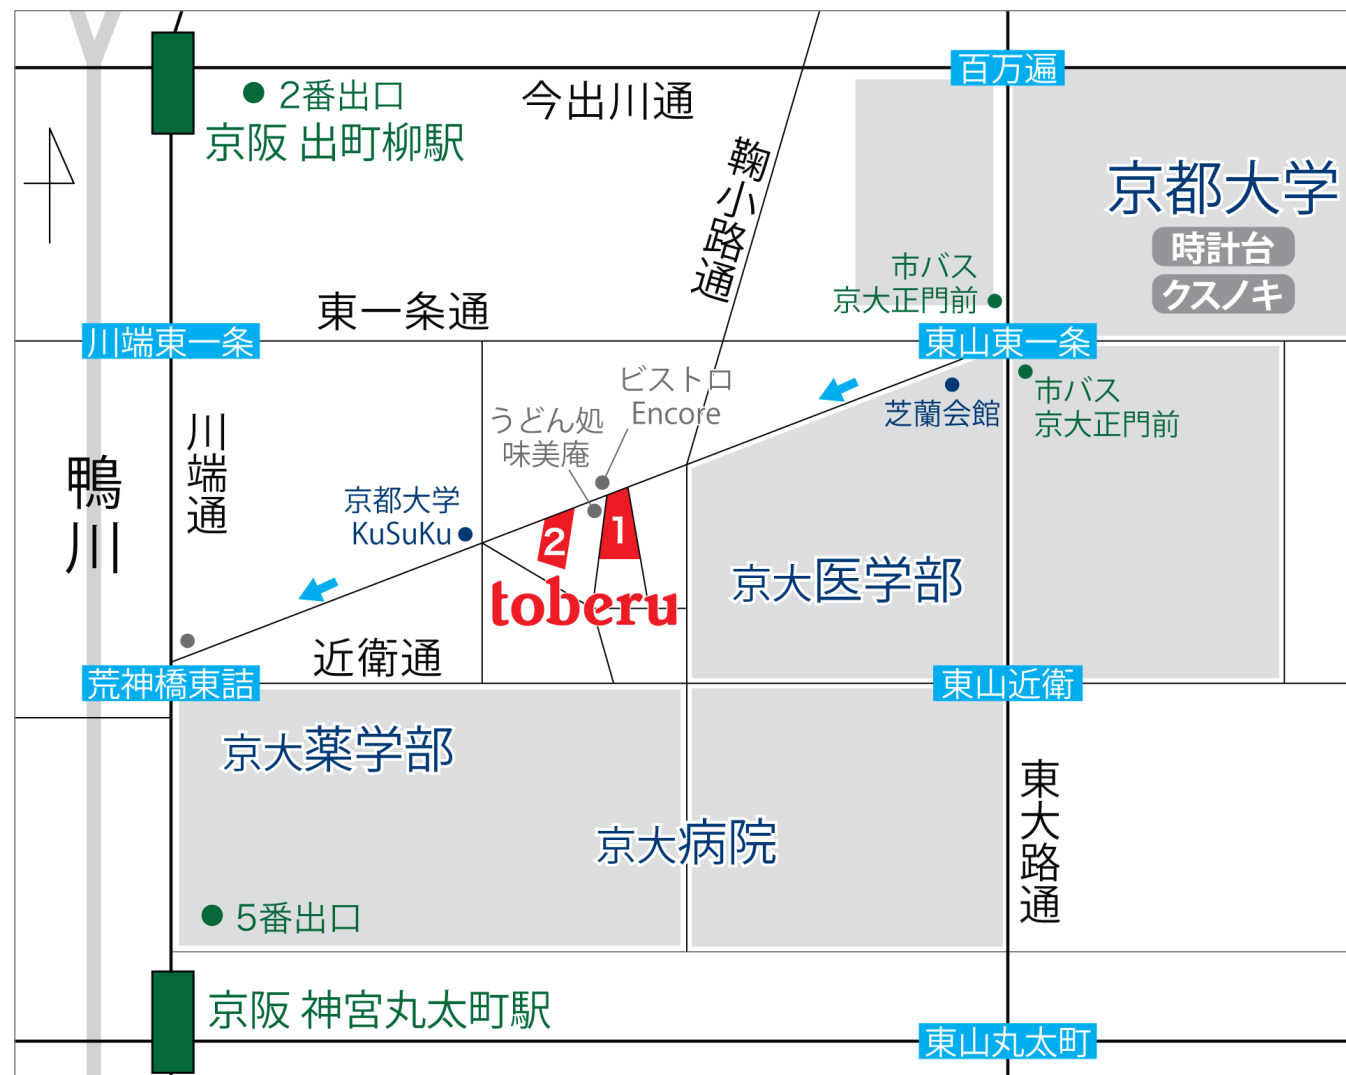 百万遍
2番出口
京阪 出町柳駅
今出川通
鞠小路通
京都大学
時計台
クスノキ
市バス
京大正門前
東一条通
川端東一条
東山東一条
市バス
京大正門前
芝蘭会館
ビストロ
Encore
うどん処
味美庵
川端通
鴨川
京都大学
KuSuKu
1
2
toberu
京大医学部
近衛通
荒神橋東詰
東山近衛
京大薬学部
京大病院
東大路通
5番出口
京阪 神宮丸太町駅
東山丸太町